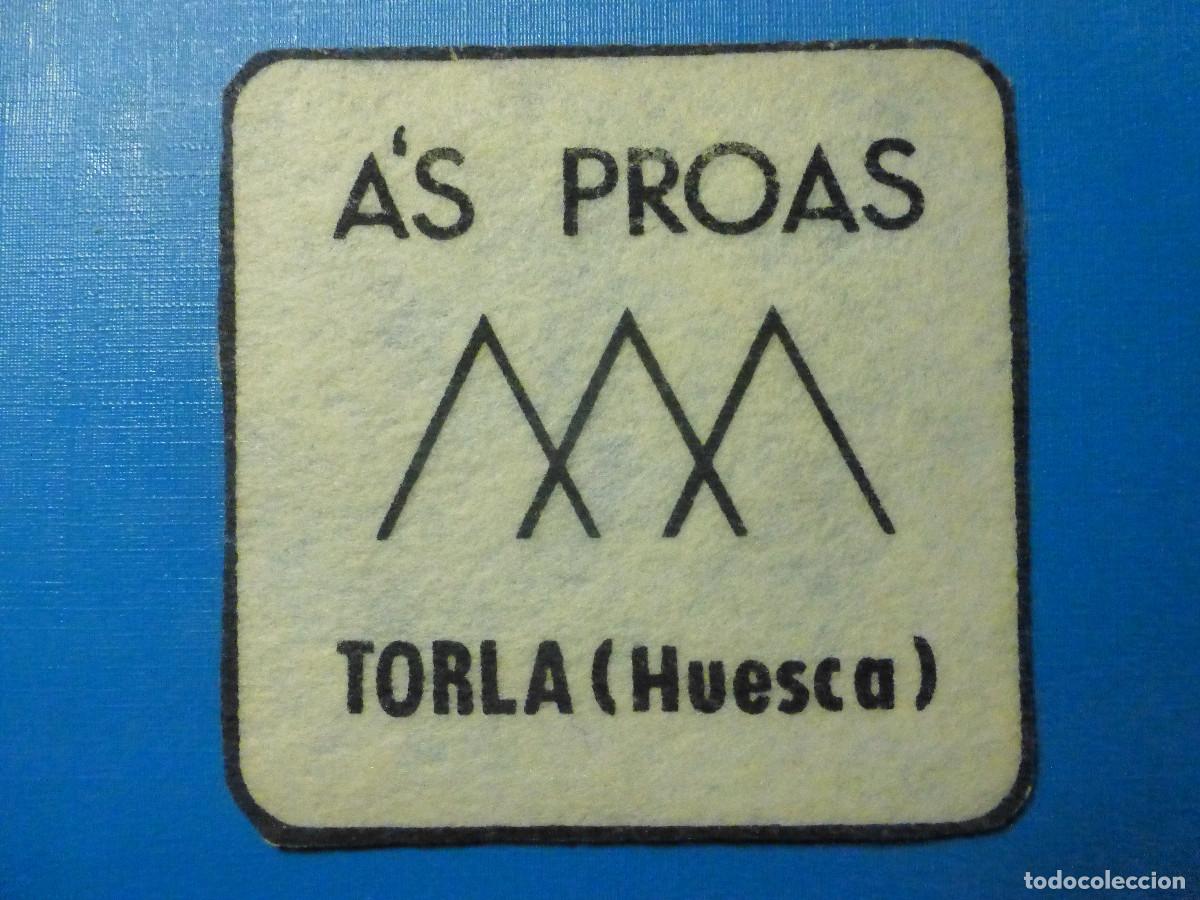 A'S PROAS
TORLA (Huesca)
todocoleccion